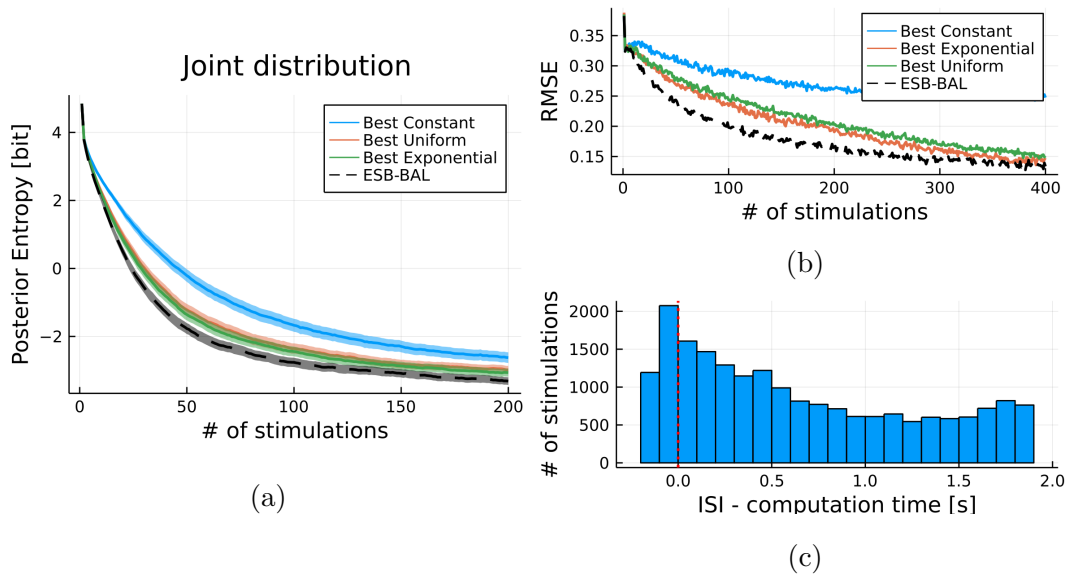 Joint distribution
Posterior Entropy [bit]
4
2
0
−2
Best Constant
Best Uniform
Best Exponential
ESB-BAL
0
50
100
150
200
# of stimulations
(a)
RMSE
0.35
0.30
0.25
0.20
0.15
Best Constant
Best Exponential
Best Uniform
ESB-BAL
0
100
200
300
400
# of stimulations
(b)
# of stimulations
2000
1500
1000
500
0
0.0
0.5
1.0
1.5
2.0
ISI - computation time [s]
(c)